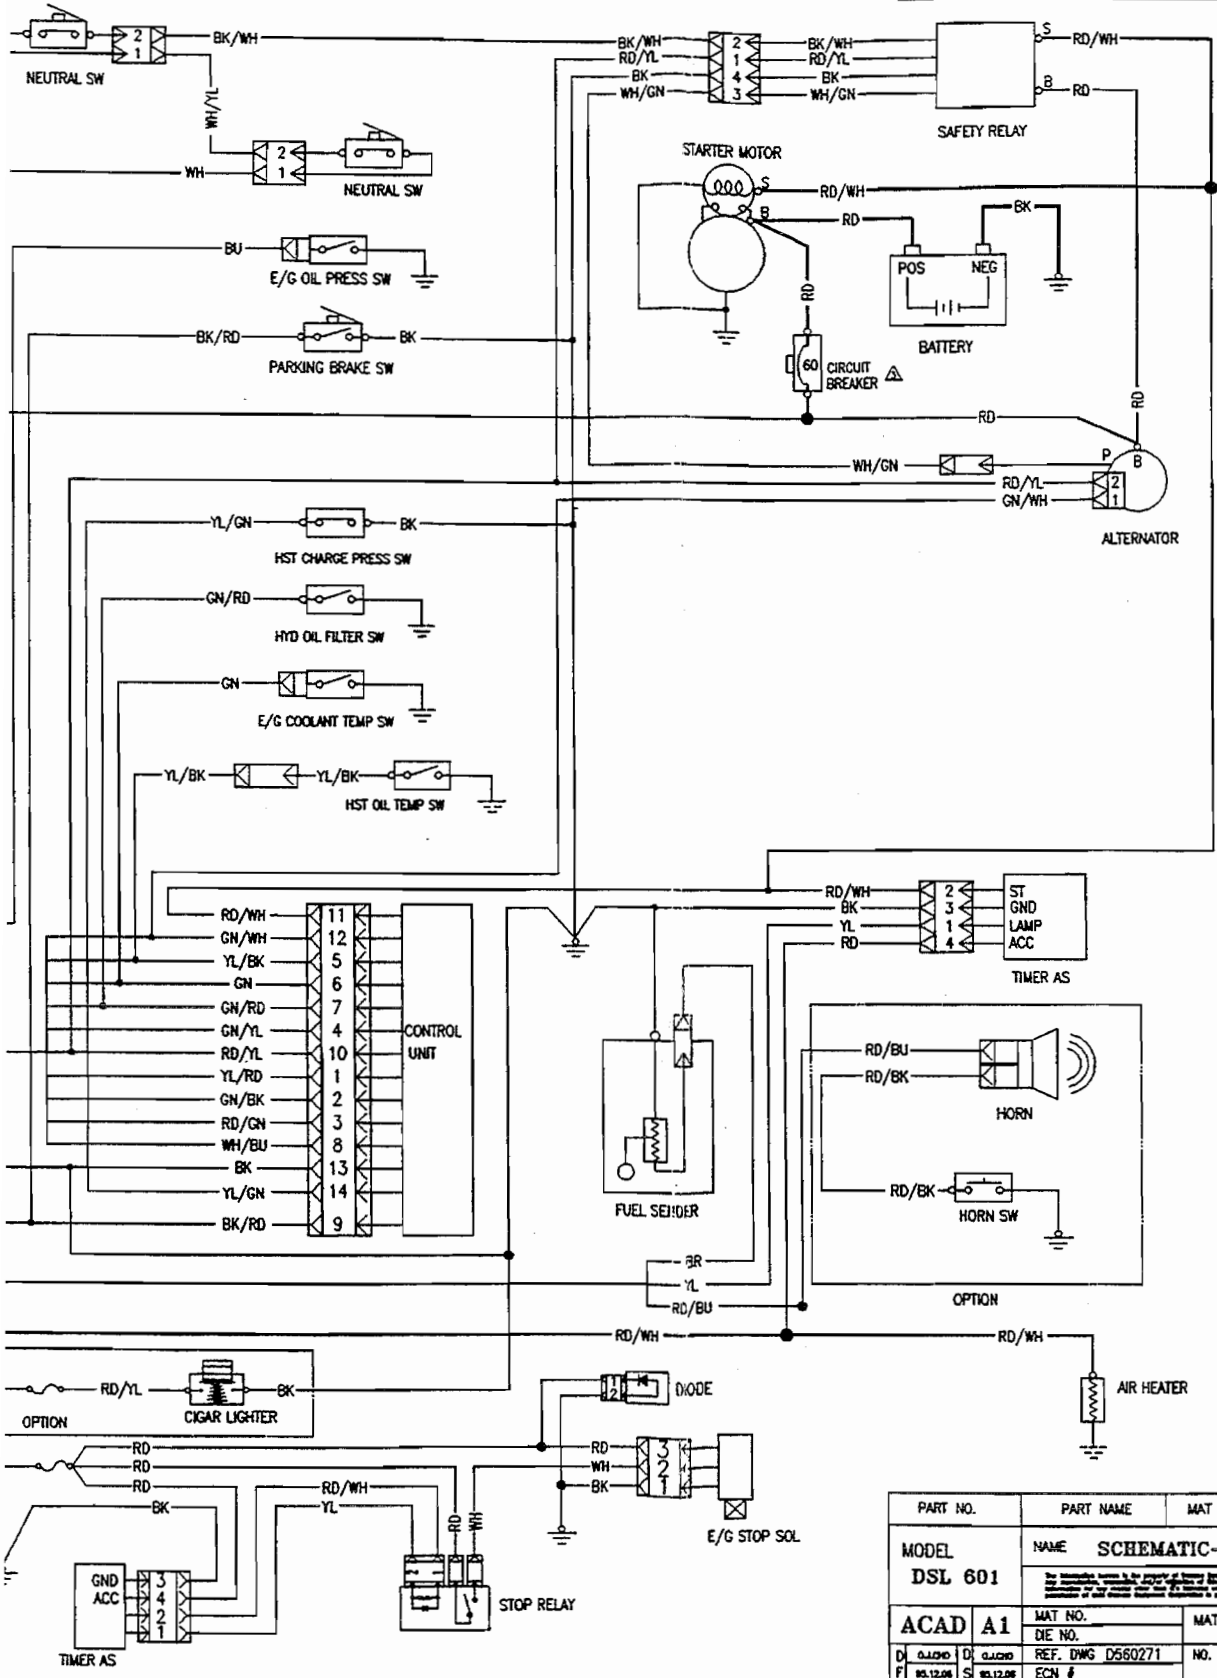 NEUTRAL SW
2
1
BK/WH
WH/YL
WH
2
1
NEUTRAL SW
BK/WH
RD/YL
BK
WH/GN
2
1
4
3
BK/WH
RD/YL
BK
WH/GN
S
B
RD/WH
RD
SAFETY RELAY
STARTER MOTOR
S
B
RD/WH
RD
BK
POS
NEG
BATTERY
RD
60
CIRCUIT
BREAKER
3
RD
RD
BU
E/G OIL PRESS SW
BK/RD
BK
PARKING BRAKE SW
WH/GN
P
B
RD/YL
GN/WH
2
1
ALTERNATOR
YL/GN
BK
HST CHARGE PRESS SW
GN/RD
HYD OIL FILTER SW
GN
E/G COOLANT TEMP SW
YL/BK
YL/BK
HST OIL TEMP SW
RD/WH 11
GN/WH 12
YL/BK 5
GN 6
GN/RD 7
GN/YL 4
RD/YL 10
YL/RD 1
GN/BK 2
RD/GN 3
WH/BU 8
BK 13
YL/GN 14
BK/RD 9
CONTROL
UNIT
RD/WH 2 ST
BK 3 GND
YL 1 LAMP
RD 4 ACC
TIMER AS
FUEL SENDER
RD/BU
RD/BK
HORN
RD/BK
HORN SW
OPTION
BR
YL
RD/BU
RD/WH
RD/WH
AIR HEATER
RD/YL
BK
CIGAR LIGHTER
OPTION
1
2
DIODE
RD
RD
RD
BK
RD/WH
YL
RD
WH
RD 3
WH 2
BK 1
E/G STOP SOL
STOP RELAY
GND 3
ACC 4
2
1
TIMER AS
PART NO.
PART NAME
MAT
MODEL
DSL 601
NAME SCHEMATIC-
ACAD A1
MAT NO.
DIE NO.
MAT
REF. DWG D560271
NO.
ECN #